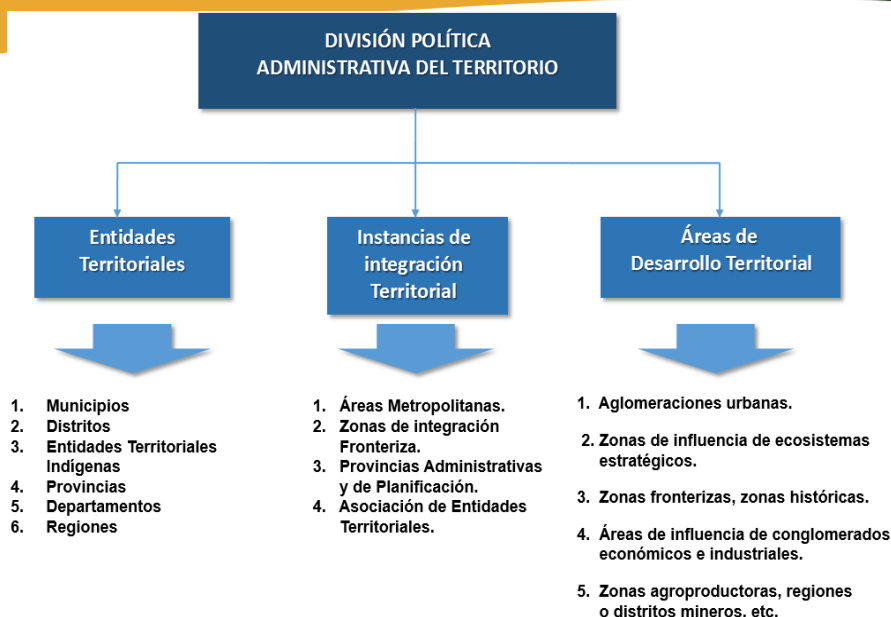 DIVISIÓN POLÍTICA
ADMINISTRATIVA DEL TERRITORIO
Entidades
Territoriales
1. Municipios
2. Distritos
3. Entidades Territoriales
Indígenas
4. Provincias
5. Departamentos
6. Regiones
Instancias de
integración
Territorial
1. Áreas Metropolitanas.
2. Zonas de integración
Fronteriza.
3. Provincias Administrativas
y de Planificación.
4. Asociación de Entidades
Territoriales.
Áreas de
Desarrollo Territorial
1. Aglomeraciones urbanas.
2. Zonas de influencia de ecosistemas
estratégicos.
3. Zonas fronterizas, zonas históricas.
4. Áreas de influencia de conglomerados
económicos e industriales.
5. Zonas agroproductoras, regiones
o distritos mineros, etc.